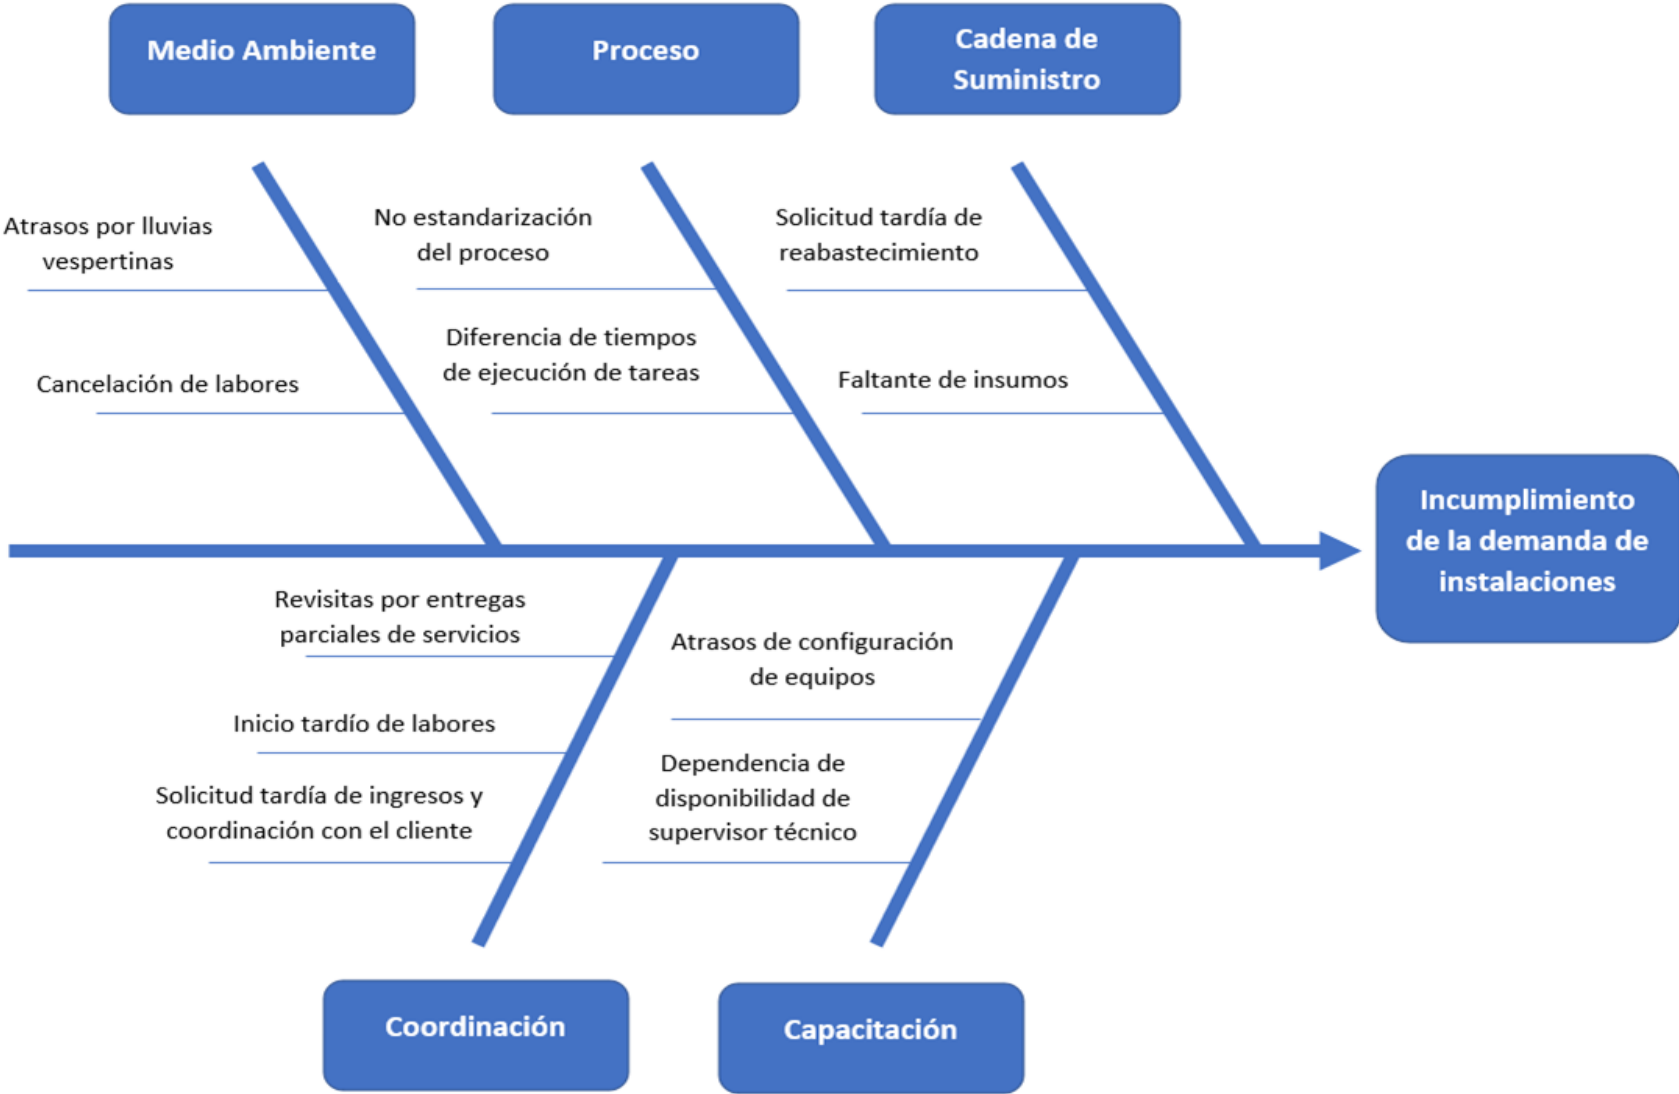 Medio Ambiente
Proceso
Cadena de
Suministro
Atrasos por lluvias
vespertinas
Cancelación de labores
No estandarización
del proceso
Diferencia de tiempos
de ejecución de tareas
Solicitud tardía de
reabastecimiento
Faltante de insumos
Incumplimiento
de la demanda de
instalaciones
Revisitas por entregas
parciales de servicios
Inicio tardío de labores
Solicitud tardía de ingresos y
coordinación con el cliente
Atrasos de configuración
de equipos
Dependencia de
disponibilidad de
supervisor técnico
Coordinación
Capacitación